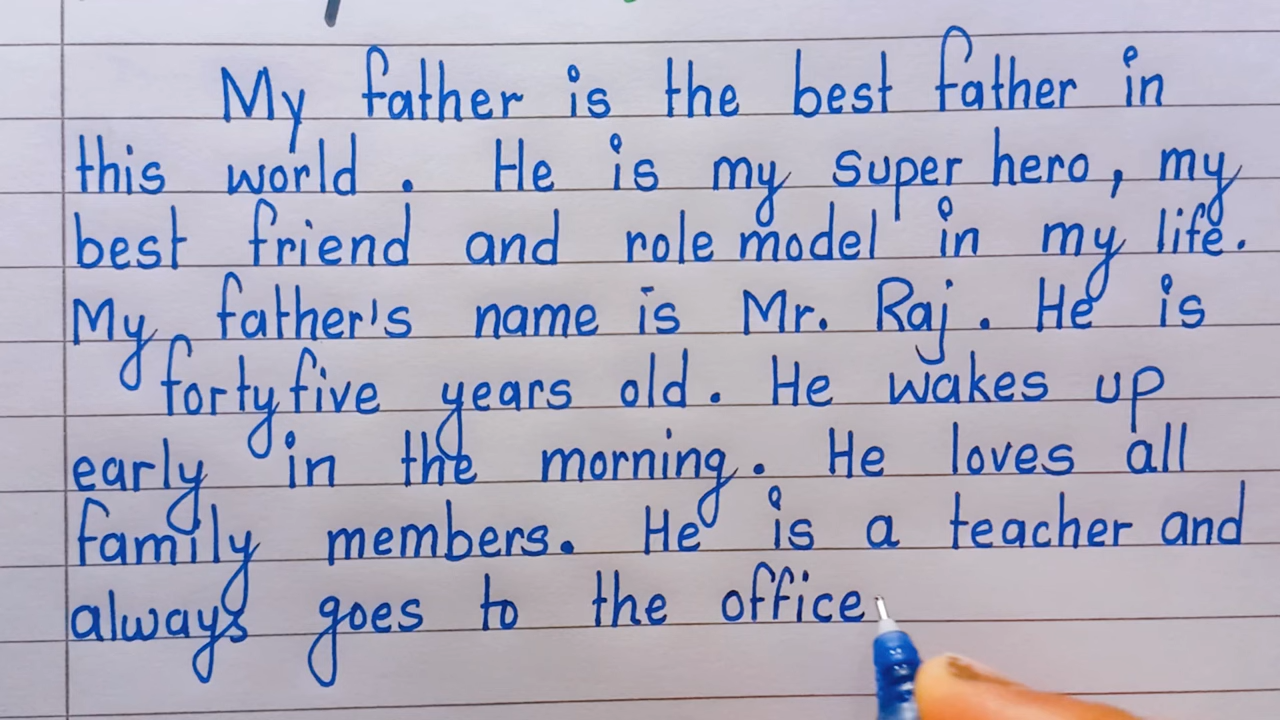 My father is the best father in
this world . He is my super hero, my
best friend and role model in my life.
My father's name is Mr. Raj . He is
forty five years old . He wakes up
early in the morning . He loves all
family members . He is a teacher and
always goes to the office